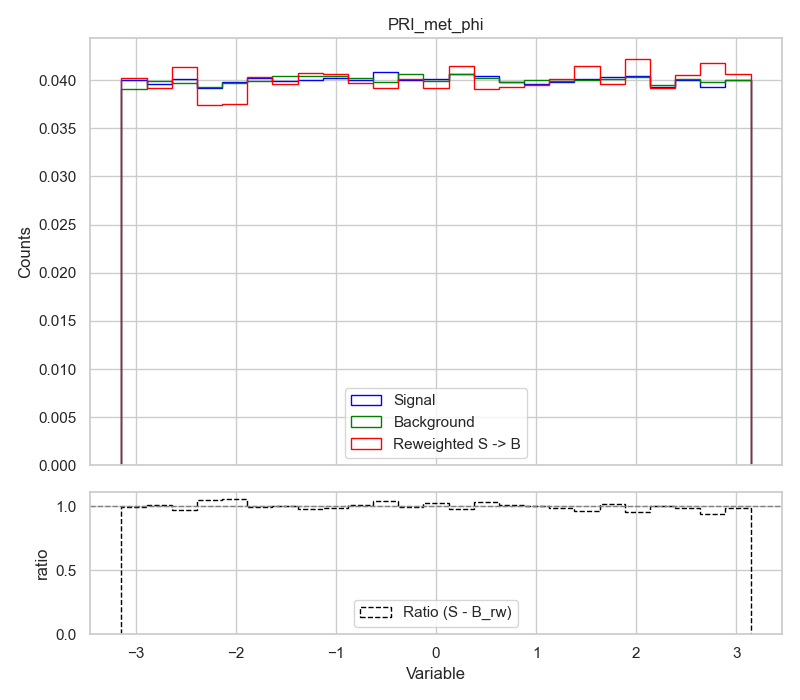 PRI_met_phi
0.040
0.035
0.030
0.025
0.020
0.015
0.010
0.005
0.000
Counts
Signal
Background
Reweighted S -> B
1.0
0.5
0.0
ratio
Ratio (S - B_rw)
−3 −2 −1 0 1 2 3
Variable